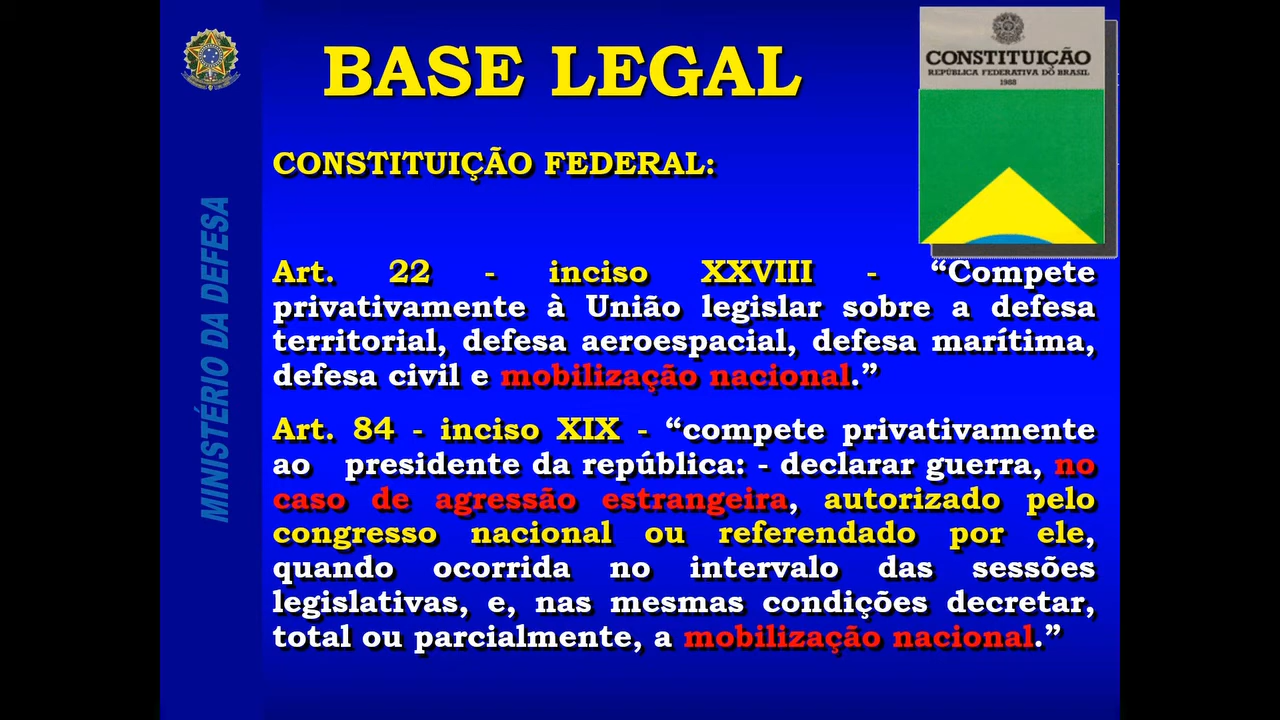 BASE LEGAL
CONSTITUIÇÃO
REPÚBLICA FEDERATIVA DO BRASIL
1988
MINISTÉRIO DA DEFESA
CONSTITUIÇÃO FEDERAL:
Art. 22 - inciso XXVIII - “Compete
privativamente à União legislar sobre a defesa
territorial, defesa aeroespacial, defesa marítima,
defesa civil e mobilização nacional.”
Art. 84 - inciso XIX - “compete privativamente
ao presidente da república: - declarar guerra, no
caso de agressão estrangeira, autorizado pelo
congresso nacional ou referendado por ele,
quando ocorrida no intervalo das sessões
legislativas, e, nas mesmas condições decretar,
total ou parcialmente, a mobilização nacional.”